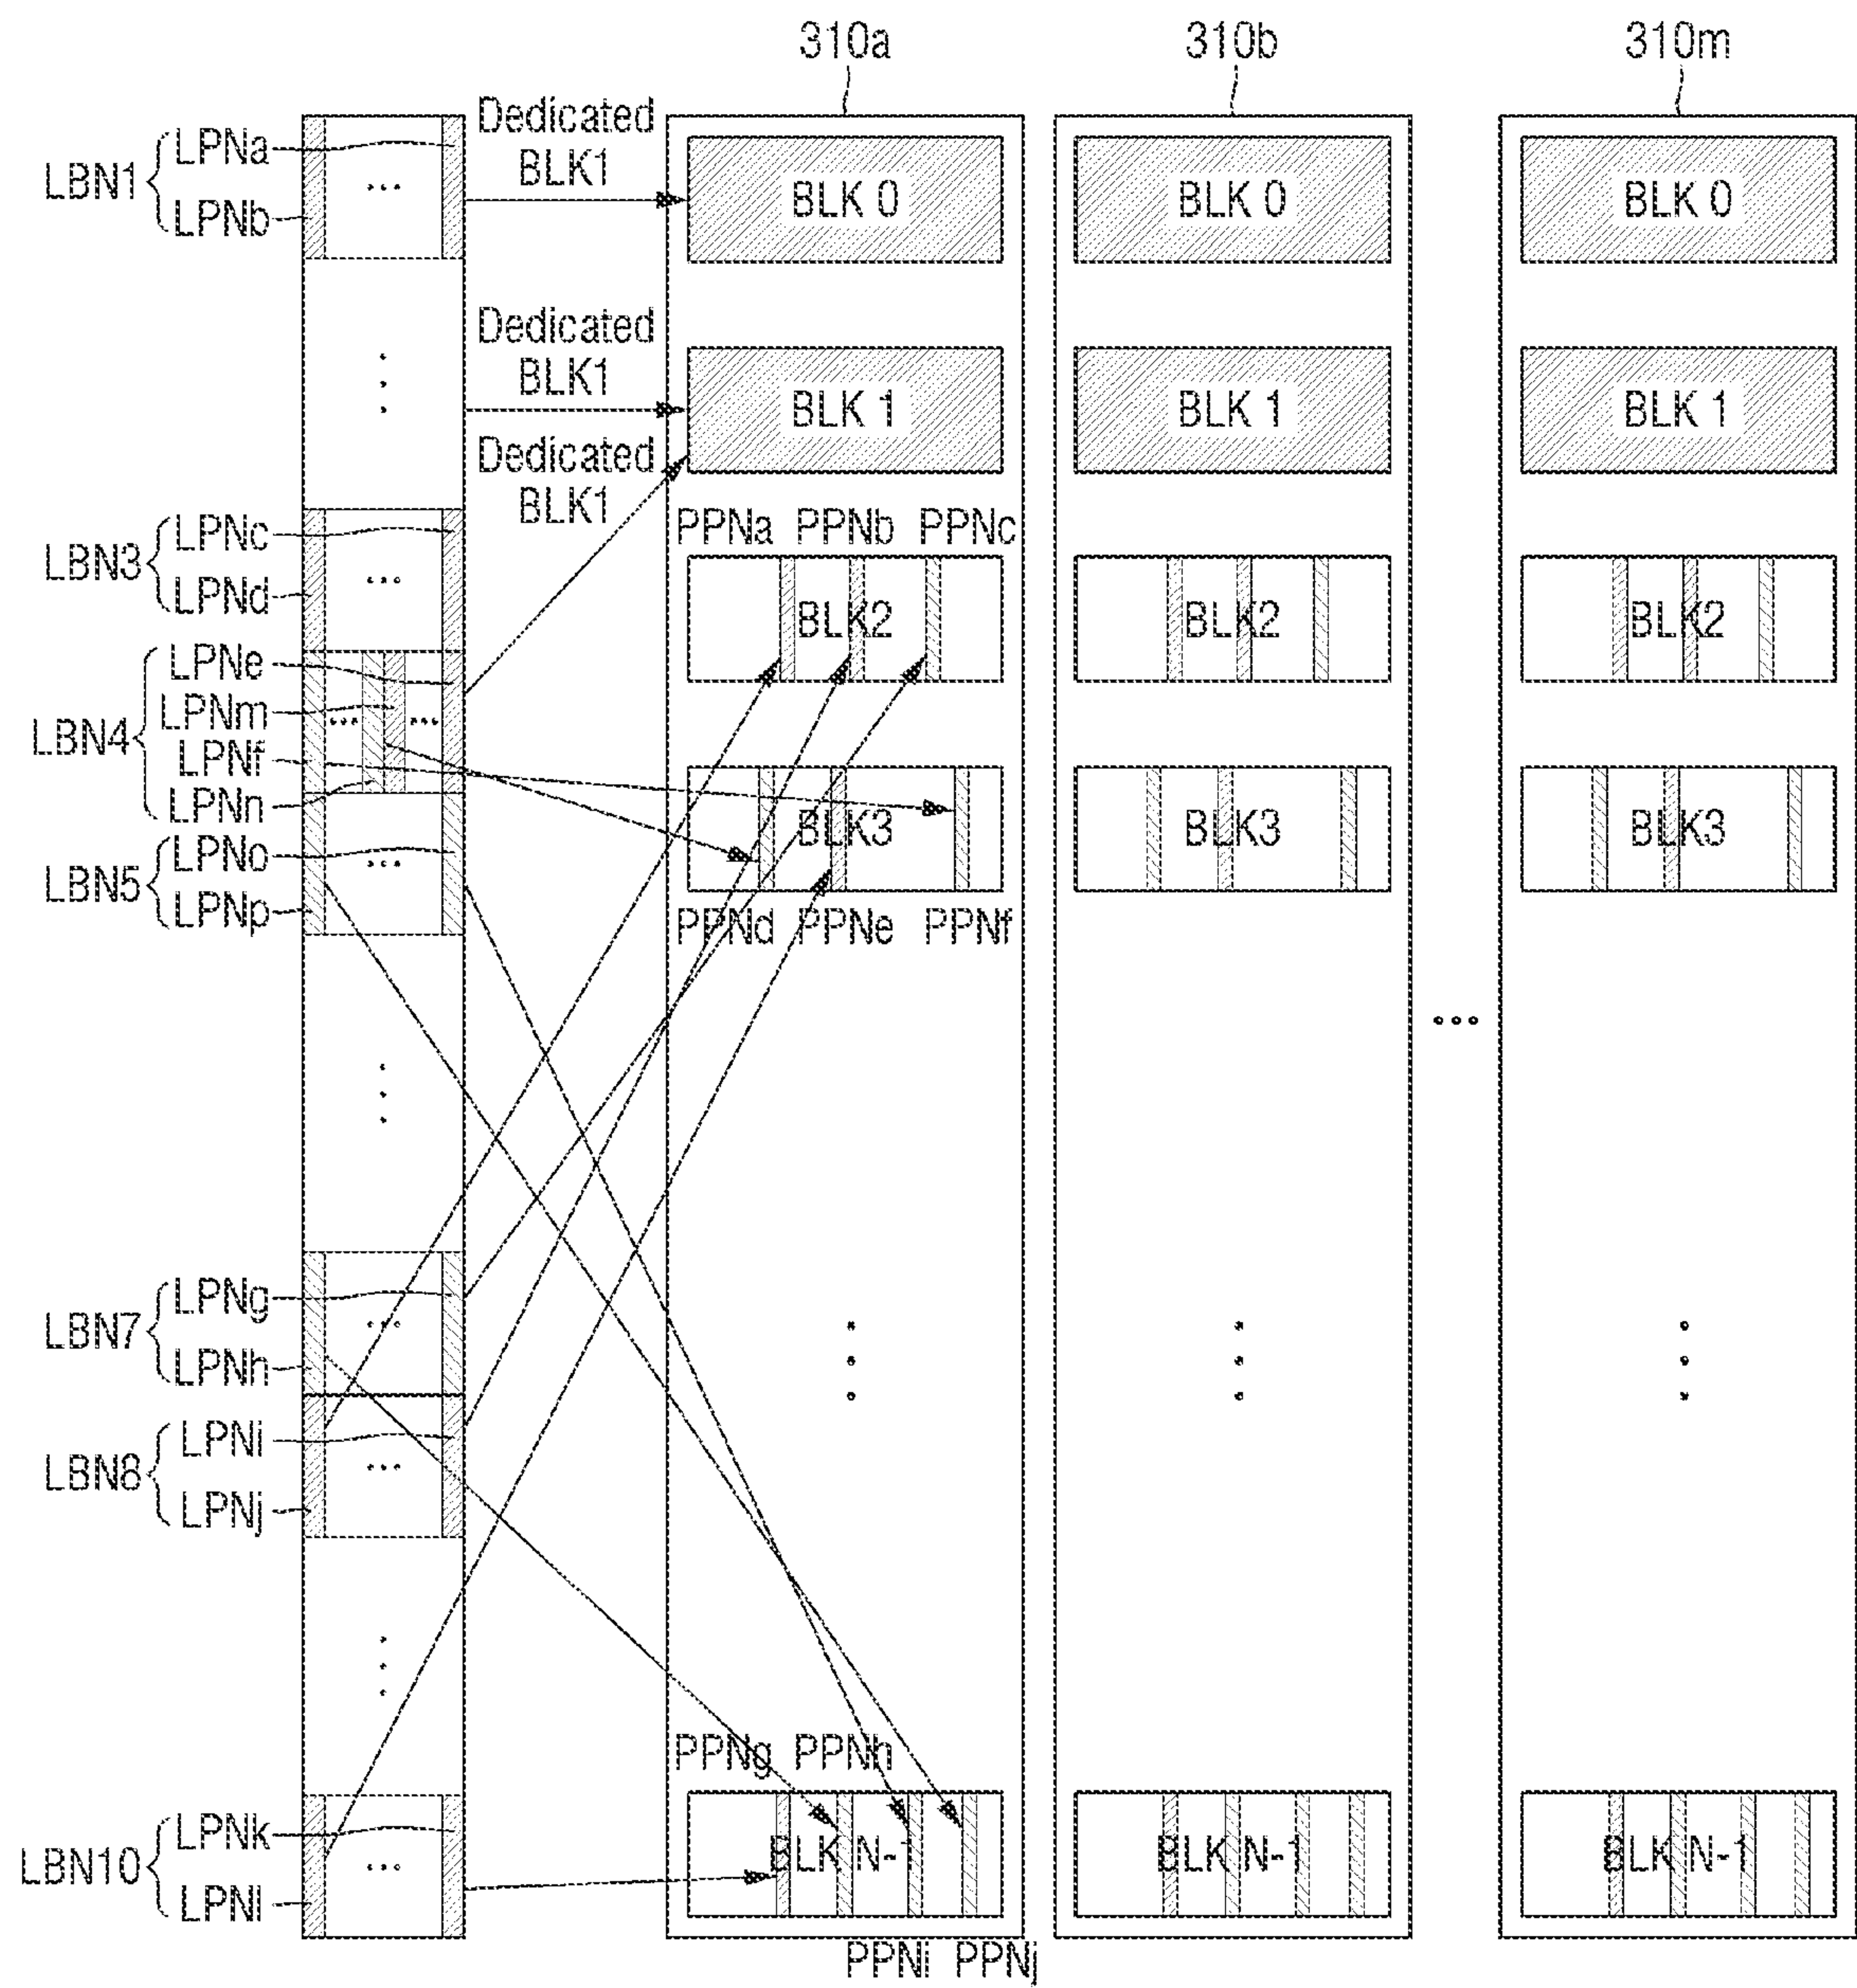 310a 310b 310m
Dedicated
BLK1
LBN1
LPNa
LPNb
BLK 0 BLK 0 BLK 0
Dedicated
BLK1
BLK 1 BLK 1 BLK 1
Dedicated
BLK1
LBN3
LPNc
LPNd
PPNa PPNb PPNc
BLK2 BLK2 BLK2
LBN4
LPNe
LPNm
LPNf
LPNn
BLK3 BLK3 BLK3
LBN5
LPNo
LPNp
PPNd PPNe PPNf
LBN7
LPNg
LPNh
LBN8
LPNi
LPNj
PPNg PPNh
LBN10
LPNk
LPNl
BLK N-1 BLK N-1 BLK N-1
PPNi PPNj